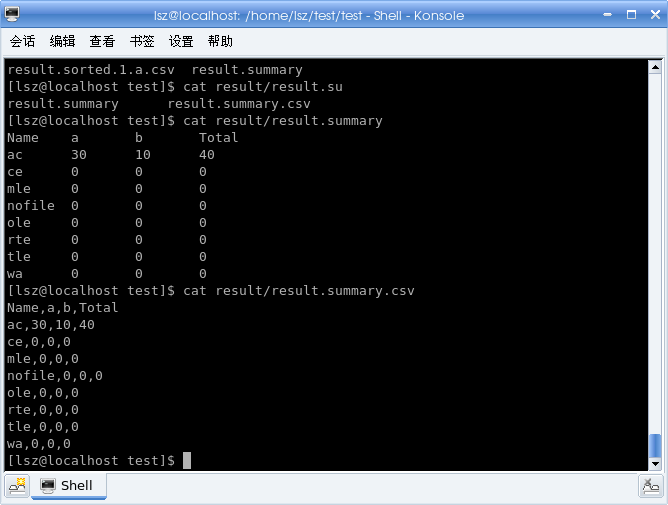 lsz@localhost: /home/lsz/test/test - Shell - Konsole
会话 编辑 查看 书签 设置 帮助
result.sorted.1.a.csv  result.summary
[lsz@localhost test]$ cat result/result.su
result.summary      result.summary.csv
[lsz@localhost test]$ cat result/result.summary
Name    a       b       Total
ac      30      10      40
ce      0       0       0
mle     0       0       0
nofile  0       0       0
ole     0       0       0
rte     0       0       0
tle     0       0       0
wa      0       0       0
[lsz@localhost test]$ cat result/result.summary.csv
Name,a,b,Total
ac,30,10,40
ce,0,0,0
mle,0,0,0
nofile,0,0,0
ole,0,0,0
rte,0,0,0
tle,0,0,0
wa,0,0,0
[lsz@localhost test]$
Shell